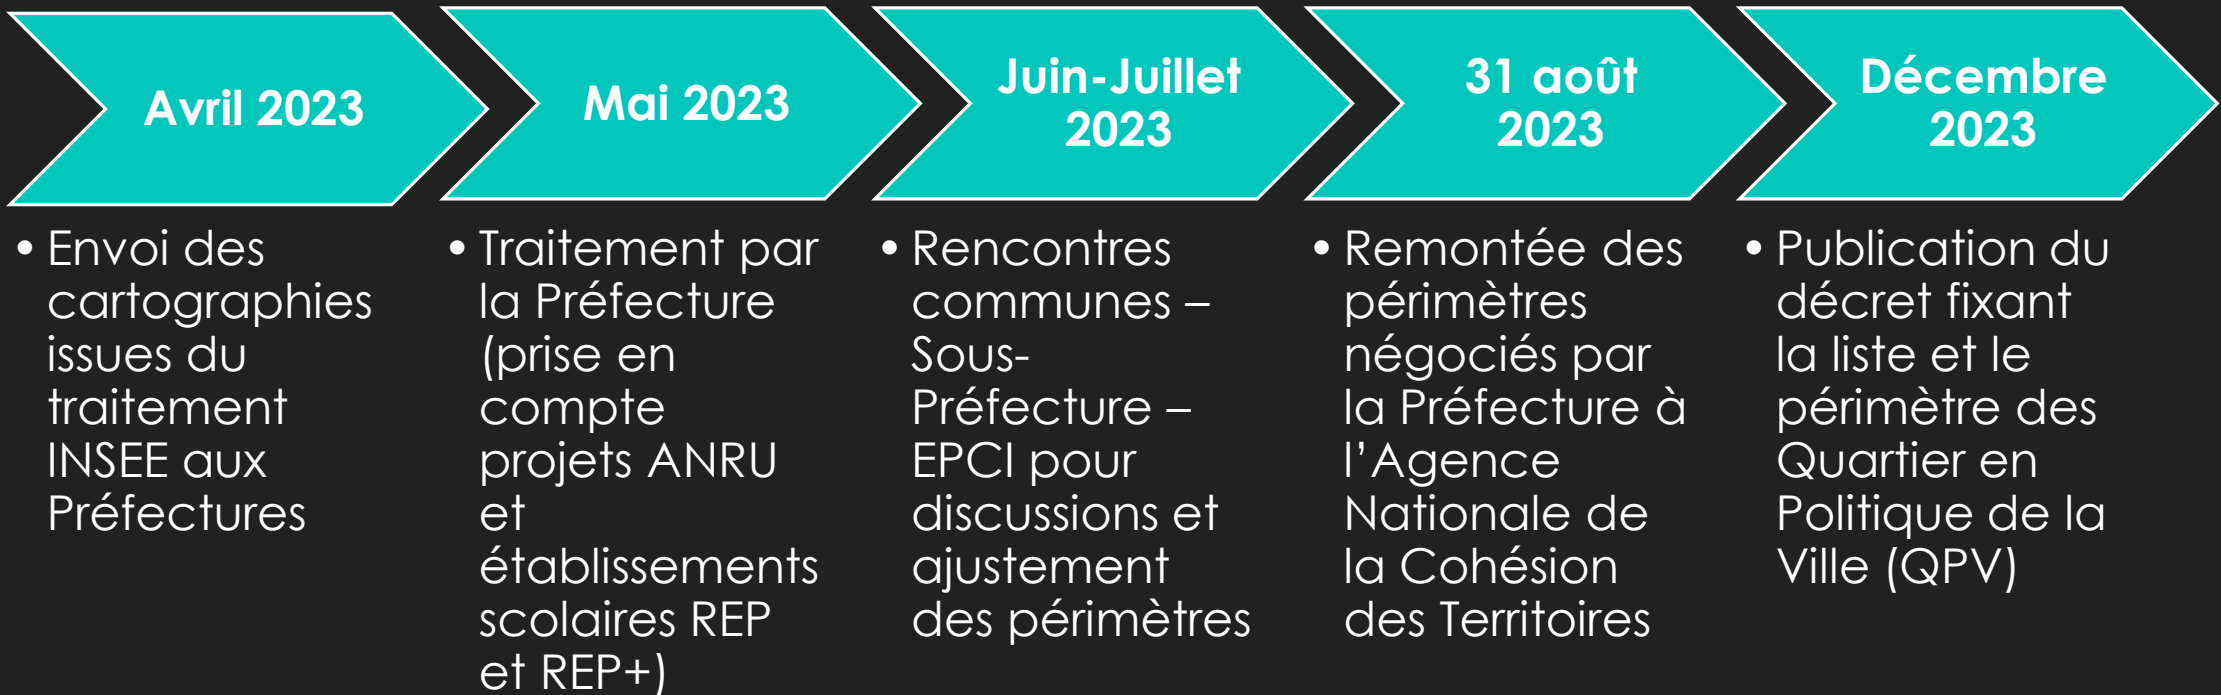 Avril 2023
• Envoi des
cartographies
issues du
traitement
INSEE aux
Préfectures
Mai 2023
• Traitement par
la Préfecture
(prise en
compte
projets ANRU
et
établissements
scolaires REP
et REP+)
Juin-Juillet
2023
• Rencontres
communes –
Sous-
Préfecture –
EPCI pour
discussions et
ajustement
des périmètres
31 août
2023
• Remontée des
périmètres
négociés par
la Préfecture à
l’Agence
Nationale de
la Cohésion
des Territoires
Décembre
2023
• Publication du
décret fixant
la liste et le
périmètre des
Quartier en
Politique de la
Ville (QPV)